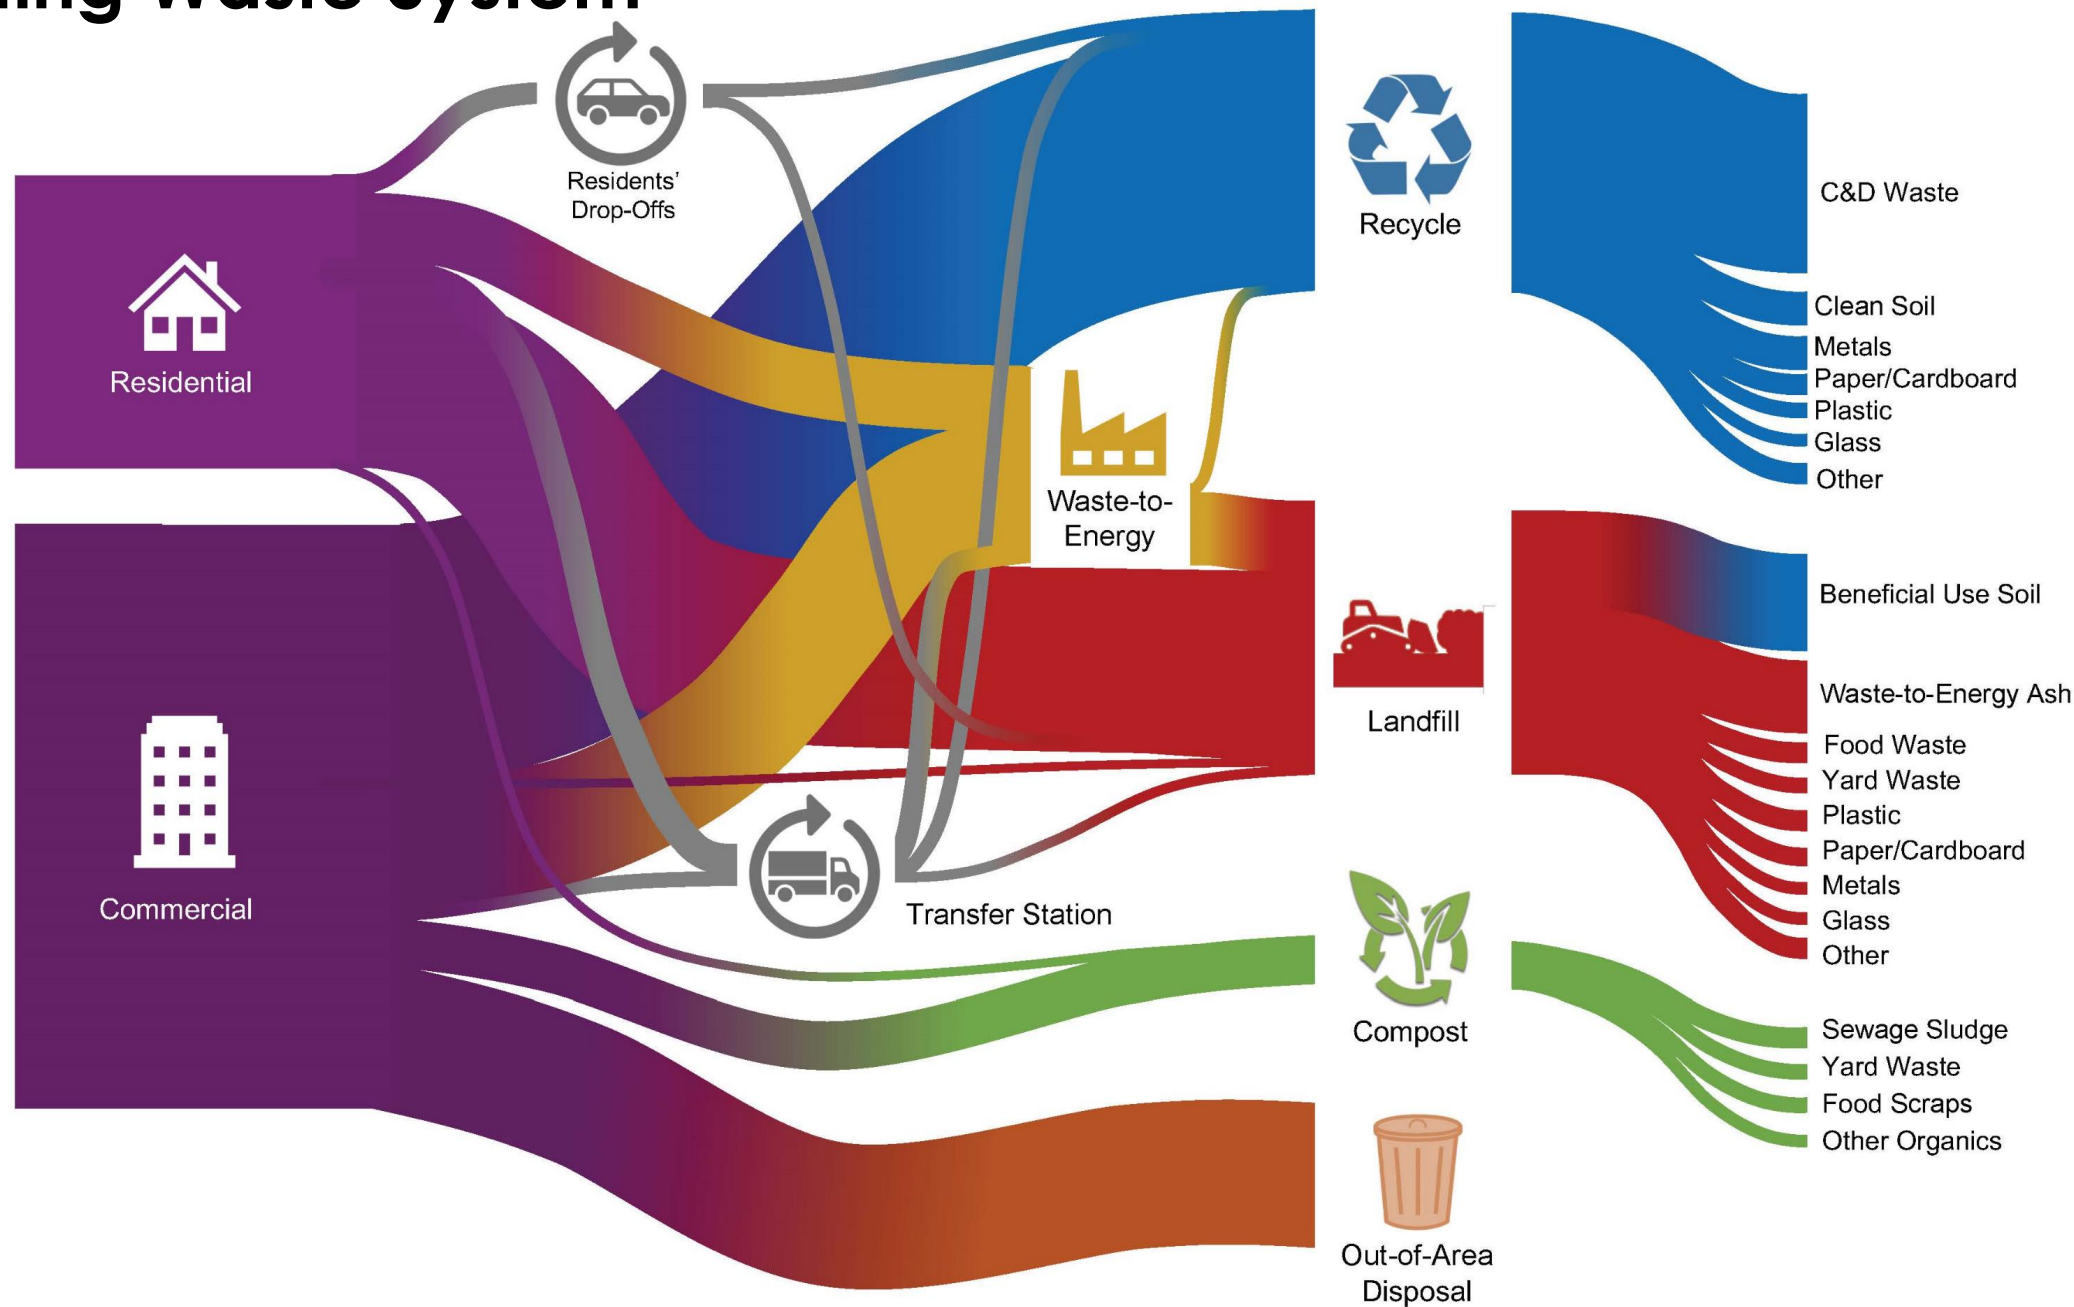 Waste System
Residents'
Drop-Offs
Residential
Commercial
Waste-to-
Energy
Transfer Station
Recycle
Landfill
Compost
Out-of-Area
Disposal
C&D Waste
Clean Soil
Metals
Paper/Cardboard
Plastic
Glass
Other
Beneficial Use Soil
Waste-to-Energy Ash
Food Waste
Yard Waste
Plastic
Paper/Cardboard
Metals
Glass
Other
Sewage Sludge
Yard Waste
Food Scraps
Other Organics